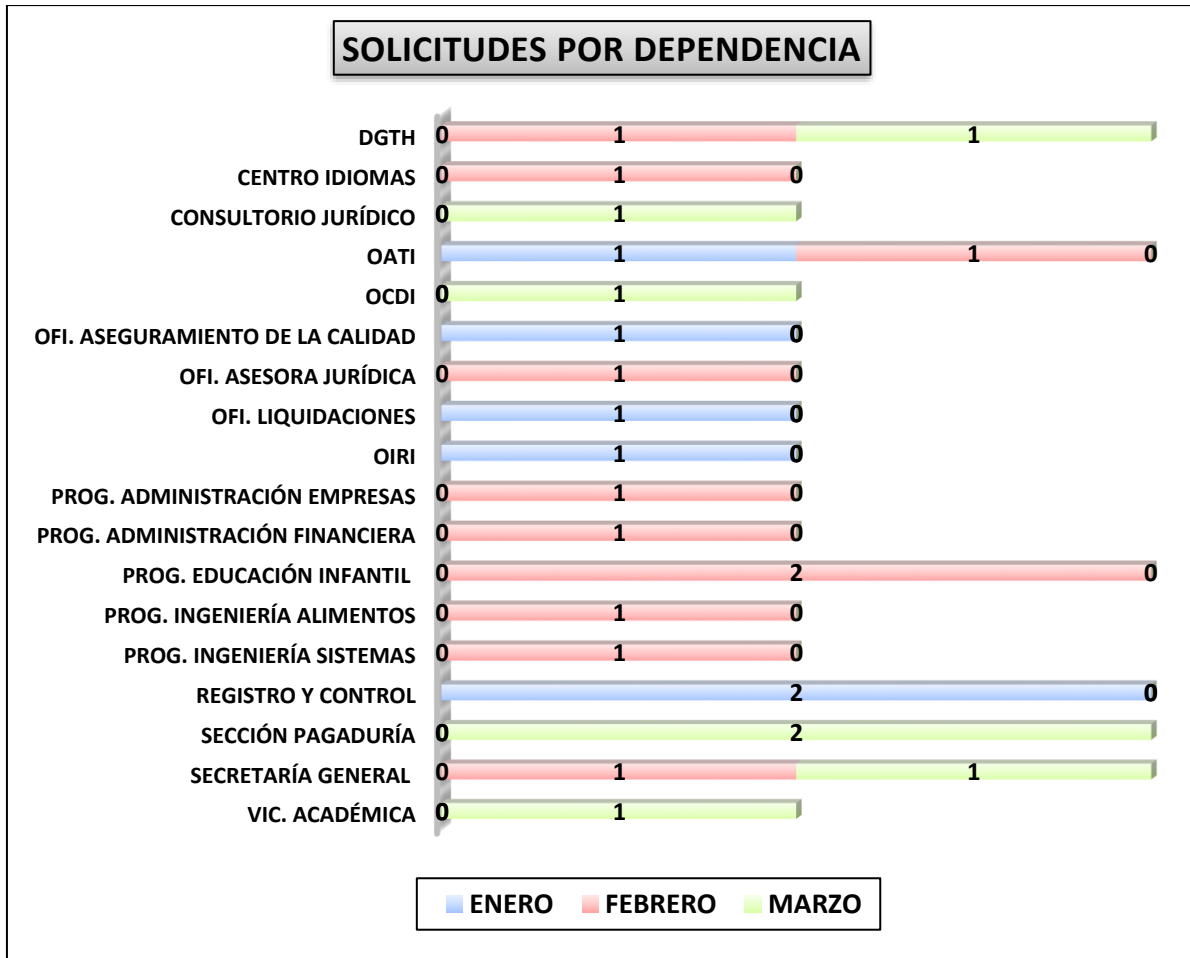 SOLICITUDES POR DEPENDENCIA
DGTH 0 1 1
CENTRO IDIOMAS 0 1 0
CONSULTORIO JURÍDICO 0 1
OATI 1 1 0
OCDI 0 1
OFI. ASEGURAMIENTO DE LA CALIDAD 1 0
OFI. ASESORA JURÍDICA 0 1 0
OFI. LIQUIDACIONES 1 0
OIRI 1 0
PROG. ADMINISTRACIÓN EMPRESAS 0 1 0
PROG. ADMINISTRACIÓN FINANCIERA 0 1 0
PROG. EDUCACIÓN INFANTIL 0 2 0
PROG. INGENIERÍA ALIMENTOS 0 1 0
PROG. INGENIERÍA SISTEMAS 0 1 0
REGISTRO Y CONTROL 2 0
SECCIÓN PAGADURÍA 0 2
SECRETARÍA GENERAL 0 1 1
VIC. ACADÉMICA 0 1
ENERO FEBRERO MARZO